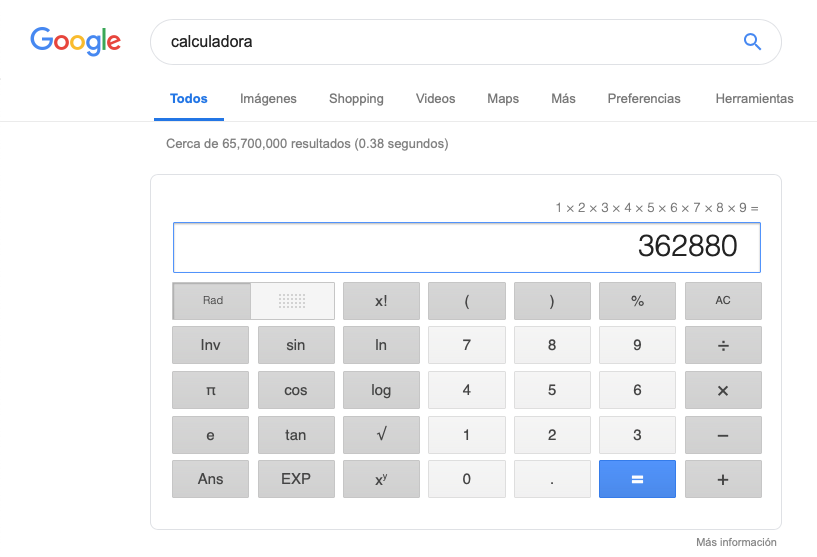 Google calculadora
Todos Imágenes Shopping Videos Maps Más Preferencias Herramientas
Cerca de 65,700,000 resultados (0.38 segundos)
1 × 2 × 3 × 4 × 5 × 6 × 7 × 8 × 9 =
362880
Rad x! ( ) % AC
Inv sin ln 7 8 9 ÷
π cos log 4 5 6 ×
e tan √ 1 2 3 −
Ans EXP xʸ 0 . = +
Más información